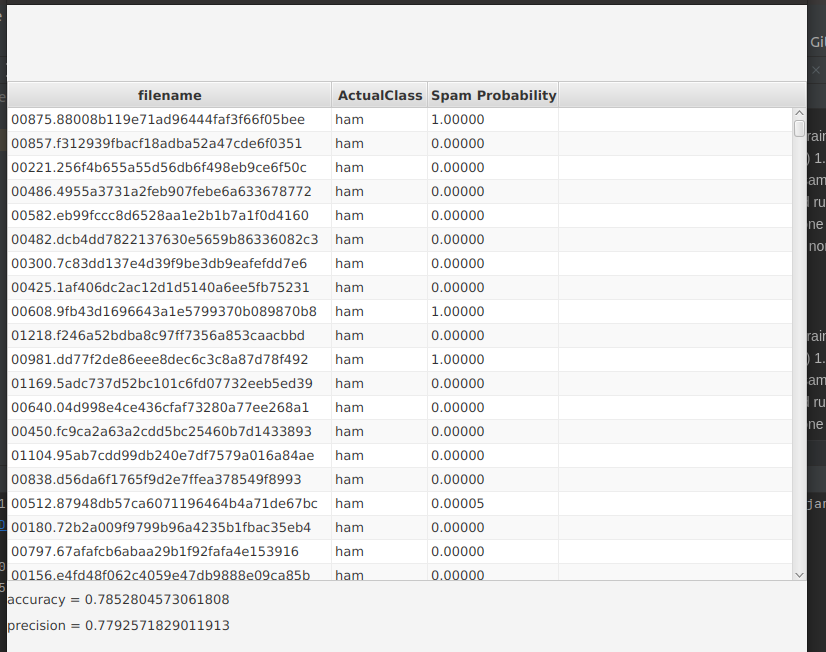 filename ActualClass Spam Probability
00875.88008b119e71ad96444faf3f66f05bee ham 1.00000
00857.f312939fbacf18adba52a47cde6f0351 ham 0.00000
00221.256f4b655a55d56db6f498eb9ce6f50c ham 0.00000
00486.4955a3731a2feb907febe6a633678772 ham 0.00000
00582.eb99fccc8d6528aa1e2b1b7a1f0d4160 ham 0.00000
00482.dcb4dd7822137630e5659b86336082c3 ham 0.00000
00300.7c83dd137e4d39f9be3db9eafefdd7e6 ham 0.00000
00425.1af406dc2ac12d1d5140a6ee5fb75231 ham 0.00000
00608.9fb43d1696643a1e5799370b089870b8 ham 1.00000
01218.f246a52bdba8c97ff7356a853caacbbd ham 0.00000
00981.dd77f2de86eee8dec6c3c8a87d78f492 ham 1.00000
01169.5adc737d52bc101c6fd07732eeb5ed39 ham 0.00000
00640.04d998e4ce436cfaf73280a77ee268a1 ham 0.00000
00450.fc9ca2a63a2cdd5bc25460b7d1433893 ham 0.00000
01104.95ab7cdd99db240e7df7579a016a84ae ham 0.00000
00838.d56da6f1765f9d2e7ffea378549f8993 ham 0.00000
00512.87948db57ca6071196464b4a71de67bc ham 0.00005
00180.72b2a009f9799b96a4235b1fbac35eb4 ham 0.00000
00797.67afafcb6abaa29b1f92fafa4e153916 ham 0.00000
00156.e4fd48f062c4059e47db9888e09ca85b ham 0.00000
accuracy = 0.7852804573061808
precision = 0.7792571829011913